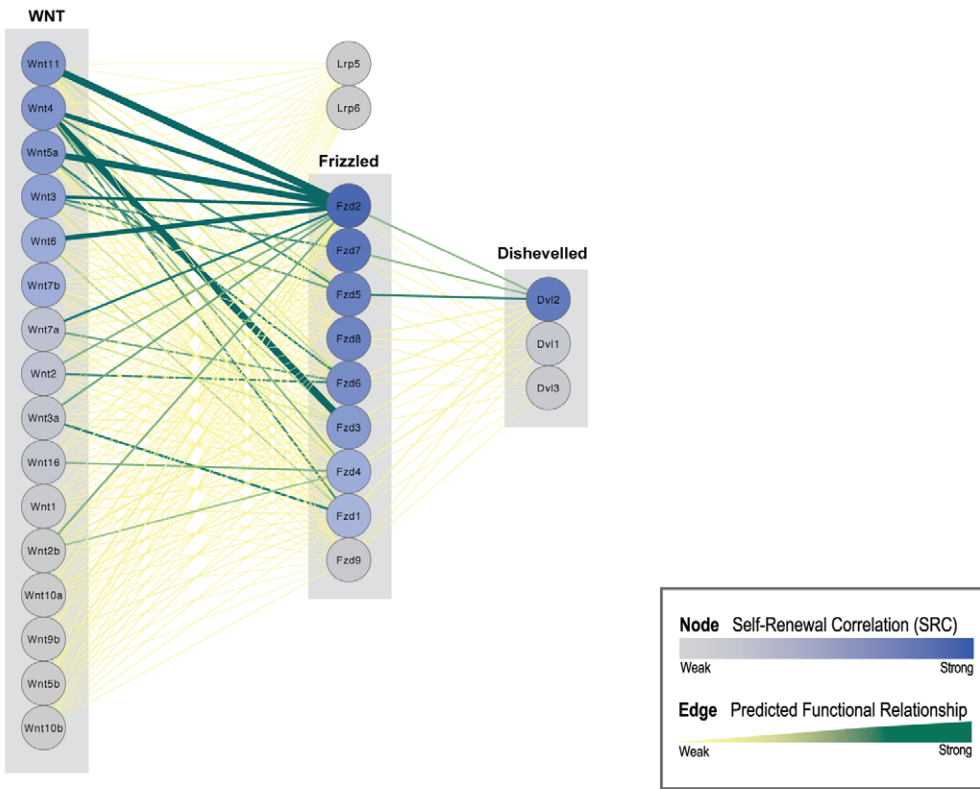 WNT
Wnt11
Wnt4
Wnt5a
Wnt3
Wnt6
Wnt7b
Wnt7a
Wnt2
Wnt3a
Wnt16
Wnt1
Wnt2b
Wnt10a
Wnt9b
Wnt5b
Wnt10b
Lrp5
Lrp6
Frizzled
Fzd2
Fzd7
Fzd5
Fzd8
Fzd6
Fzd3
Fzd4
Fzd1
Fzd9
Dishevelled
Dvl2
Dvl1
Dvl3
Node Self-Renewal Correlation (SRC)
Weak Strong
Edge Predicted Functional Relationship
Weak Strong